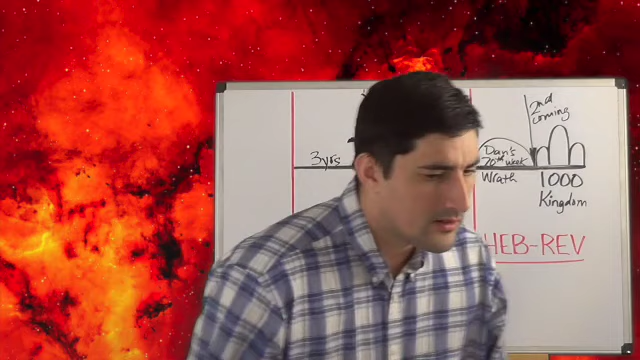 3yrs
Dan's
70th week
Wrath
2nd
coming
1000
Kingdom
HEB-REV